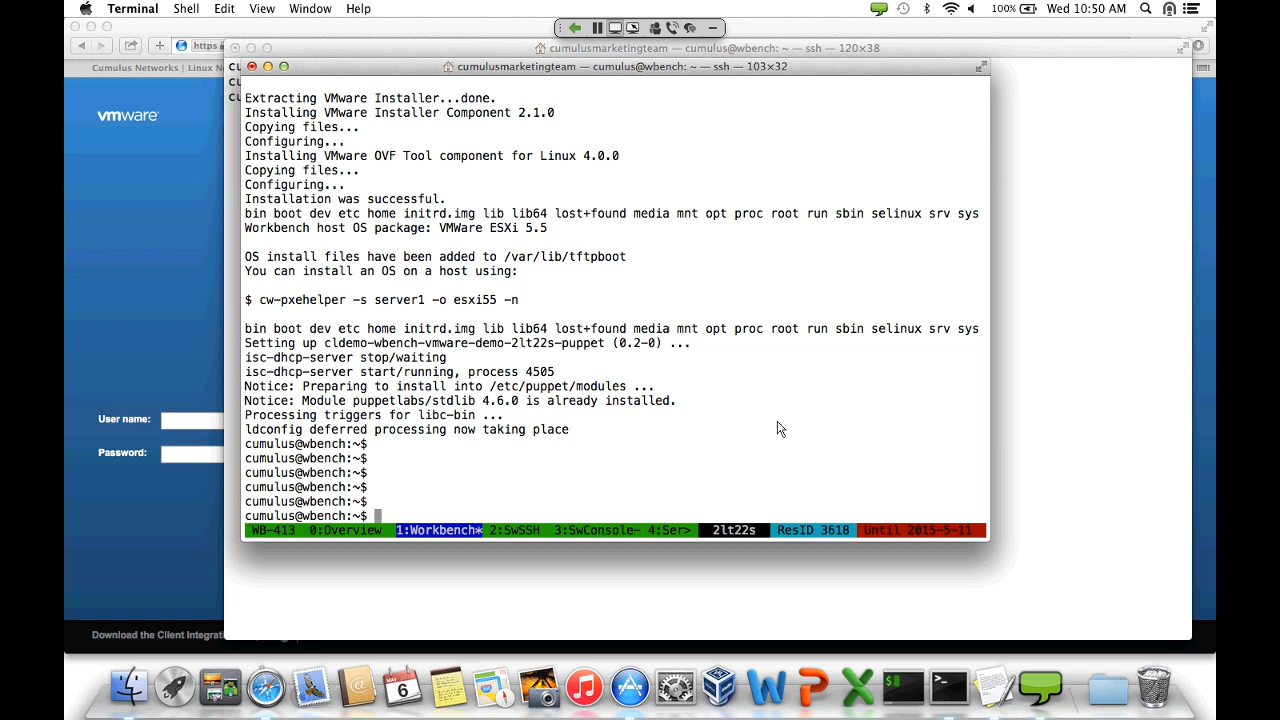 Terminal Shell Edit View Window Help 100% Wed 10:50 AM
cumulusmarketingteam — cumulus@wbench: ~ — ssh — 120×38
https
Cumulus Networks | Linux N
cumulusmarketingteam — cumulus@wbench: ~ — ssh — 103×32
vmware
Extracting VMware Installer...done.
Installing VMware Installer Component 2.1.0
Copying files...
Configuring...
Installing VMware OVF Tool component for Linux 4.0.0
Copying files...
Configuring...
Installation was successful.
bin boot dev etc home initrd.img lib lib64 lost+found media mnt opt proc root run sbin selinux srv sys
Workbench host OS package: VMWare ESXi 5.5
OS install files have been added to /var/lib/tftpboot
You can install an OS on a host using:
$ cw-pxehelper -s server1 -o esxi55 -n
bin boot dev etc home initrd.img lib lib64 lost+found media mnt opt proc root run sbin selinux srv sys
Setting up cldemo-wbench-vmware-demo-2lt22s-puppet (0.2-0) ...
isc-dhcp-server stop/waiting
isc-dhcp-server start/running, process 4505
Notice: Preparing to install into /etc/puppet/modules ...
Notice: Module puppetlabs/stdlib 4.6.0 is already installed.
Processing triggers for libc-bin ...
ldconfig deferred processing now taking place
cumulus@wbench:~$
cumulus@wbench:~$
cumulus@wbench:~$
cumulus@wbench:~$
cumulus@wbench:~$
cumulus@wbench:~$
WB-413 0:Overview 1:Workbench* 2:SwSSH 3:SwConsole- 4:Ser> 2lt22s ResID 3618 Until 2015-5-11
User name:
Password:
Download the Client Integrat
MAY
6